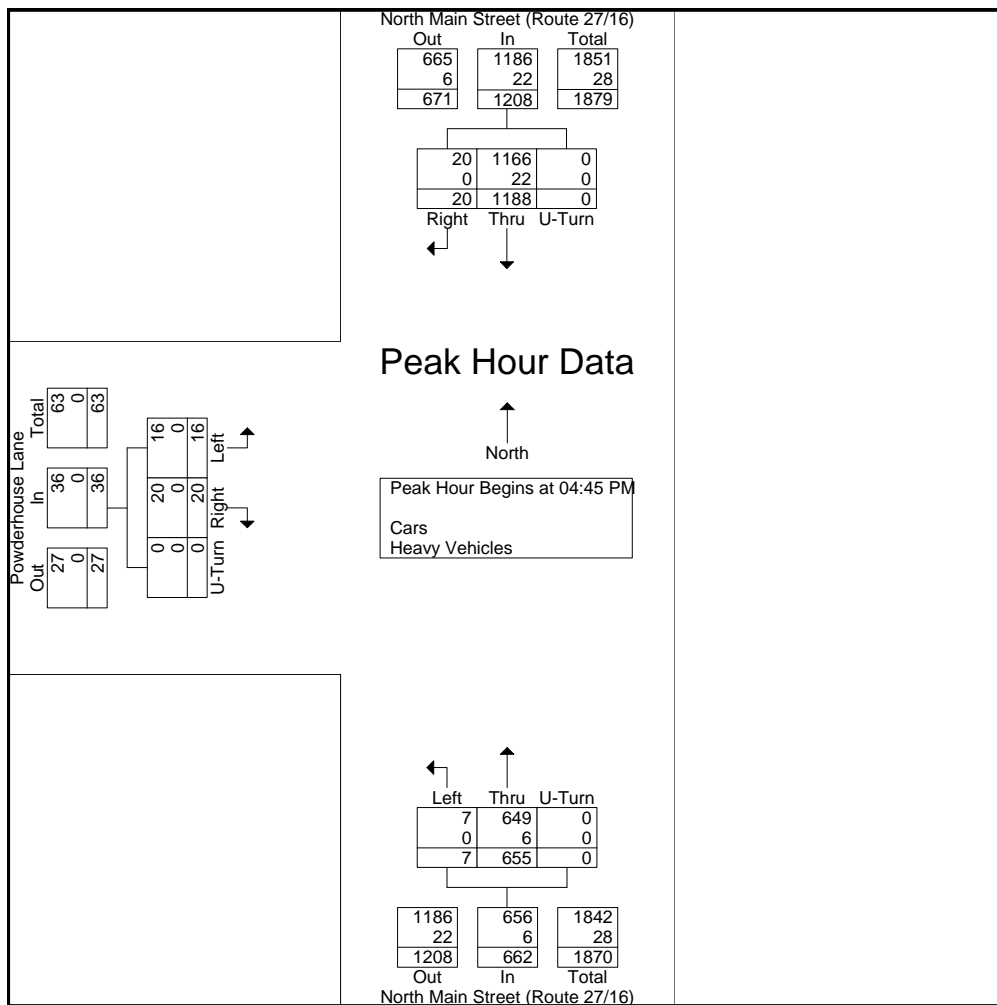 North Main Street (Route 27/16)
Out In Total
665 1186 1851
6 22 28
671 1208 1879
20 1166 0
0 22 0
20 1188 0
Right Thru U-Turn
Peak Hour Data
North
Peak Hour Begins at 04:45 PM
Cars
Heavy Vehicles
Powderhouse Lane
Out In Total
27 36 63
0 0 0
27 36 63
U-Turn Right Left
0 20 16
0 0 0
0 20 16
Left Thru U-Turn
7 649 0
0 6 0
7 655 0
1186 656 1842
22 6 28
1208 662 1870
Out In Total
North Main Street (Route 27/16)